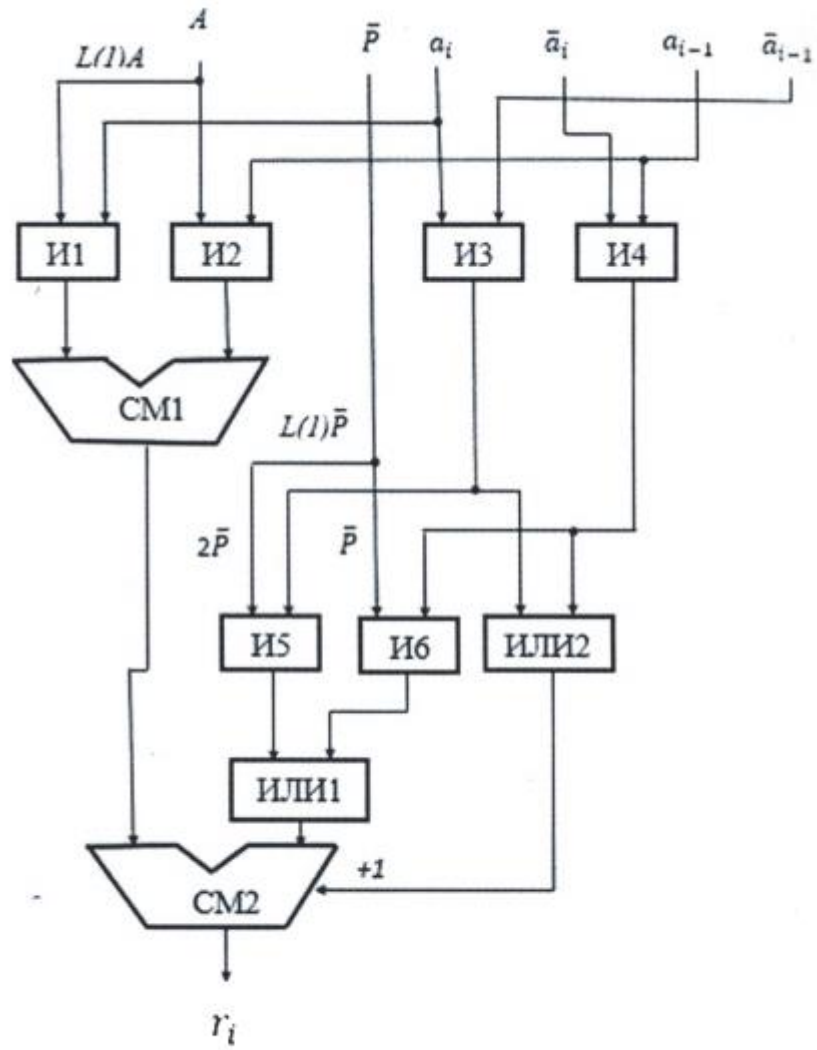 A
P̄
aᵢ
āᵢ
aᵢ₋₁
āᵢ₋₁
L(1)A
И1
И2
И3
И4
СМ1
L(1)P̄
2P̄
P̄
И5
И6
ИЛИ2
ИЛИ1
+1
СМ2
rᵢ